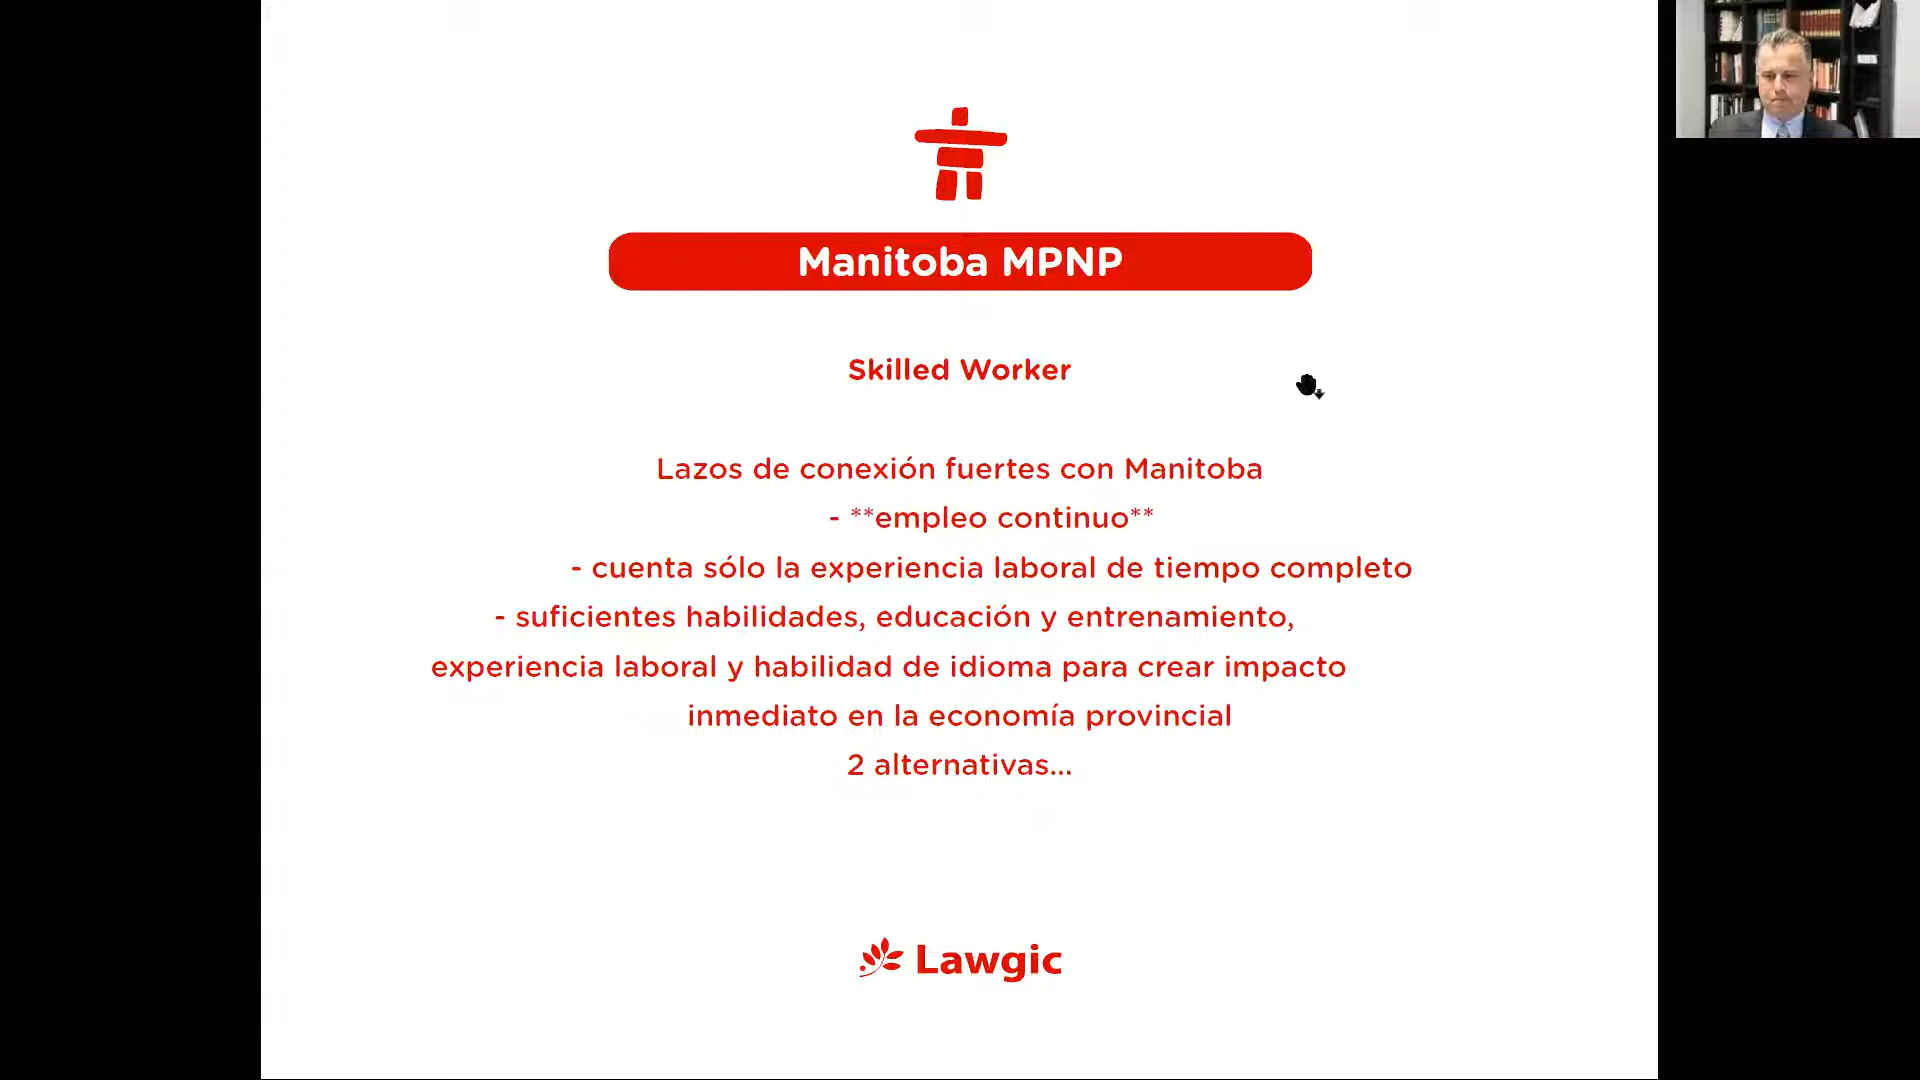 Manitoba MPNP
Skilled Worker
Lazos de conexión fuertes con Manitoba
- **empleo continuo**
- cuenta sólo la experiencia laboral de tiempo completo
- suficientes habilidades, educación y entrenamiento,
experiencia laboral y habilidad de idioma para crear impacto
inmediato en la economía provincial
2 alternativas...
Lawgic